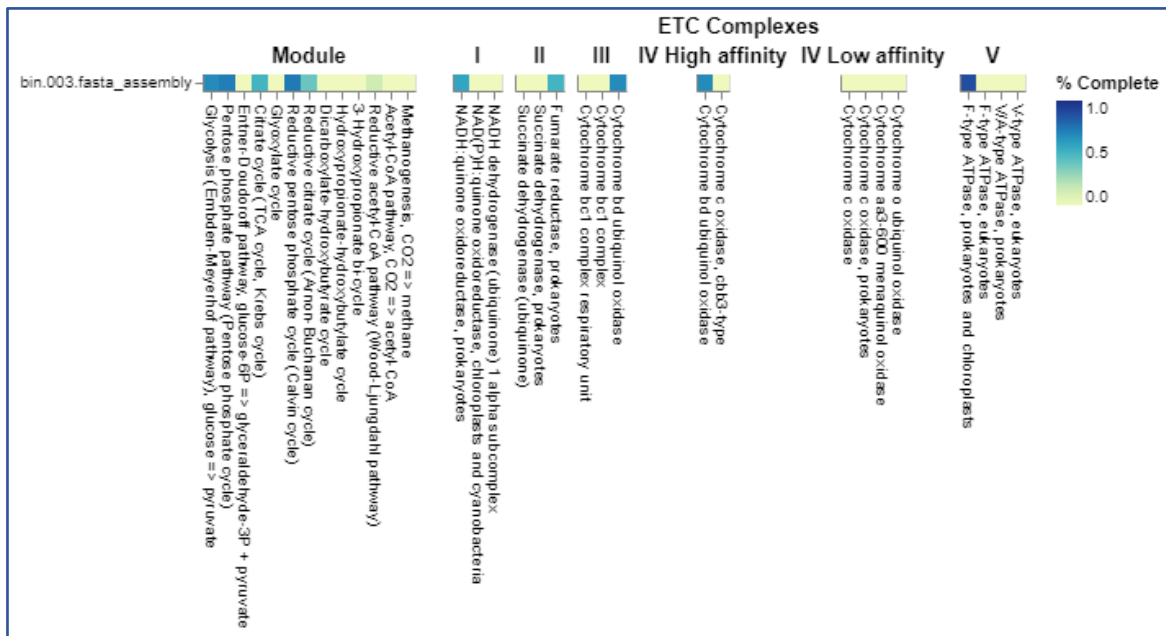 ETC Complexes
Module
I
II
III
IV High affinity
IV Low affinity
V
bin.003.fasta_assembly
% Complete
1.0
0.5
0.0
Glycolysis (Embden-Meyerhof pathway), glucose => pyruvate
Pentose phosphate pathway (Pentose phosphate cycle)
Entner-Doudoroff pathway, glucose-6P => glyceraldehyde-3P + pyruvate
Citrate cycle (TCA cycle, Krebs cycle)
Glyoxylate cycle
Reductive pentose phosphate cycle (Calvin cycle)
Reductive citrate cycle (Arnon-Buchanan cycle)
Dicarboxylate-hydroxybutyrate cycle
Hydroxypropionate-hydroxybutylate cycle
3-Hydroxypropionate bi-cycle
Reductive acetyl-CoA pathway (Wood-Ljungdahl pathway)
Acetyl-CoA pathway, CO2 => acetyl-CoA
Methanogenesis, CO2 => methane
NADH:quinone oxidoreductase, prokaryotes
NAD(P)H:quinone oxidoreductase, chloroplasts and cyanobacteria
NADH dehydrogenase (ubiquinone) 1 alpha subcomplex
Succinate dehydrogenase (ubiquinone)
Succinate dehydrogenase, prokaryotes
Fumarate reductase, prokaryotes
Cytochrome bc1 complex respiratory unit
Cytochrome bc1 complex
Cytochrome bd ubiquinol oxidase
Cytochrome bd ubiquinol oxidase
Cytochrome c oxidase, cbb3-type
Cytochrome c oxidase
Cytochrome c oxidase, prokaryotes
Cytochrome aa3-600 menaquinol oxidase
Cytochrome o ubiquinol oxidase
F-type ATPase, prokaryotes and chloroplasts
F-type ATPase, eukaryotes
V/A-type ATPase, prokaryotes
V-type ATPase, eukaryotes